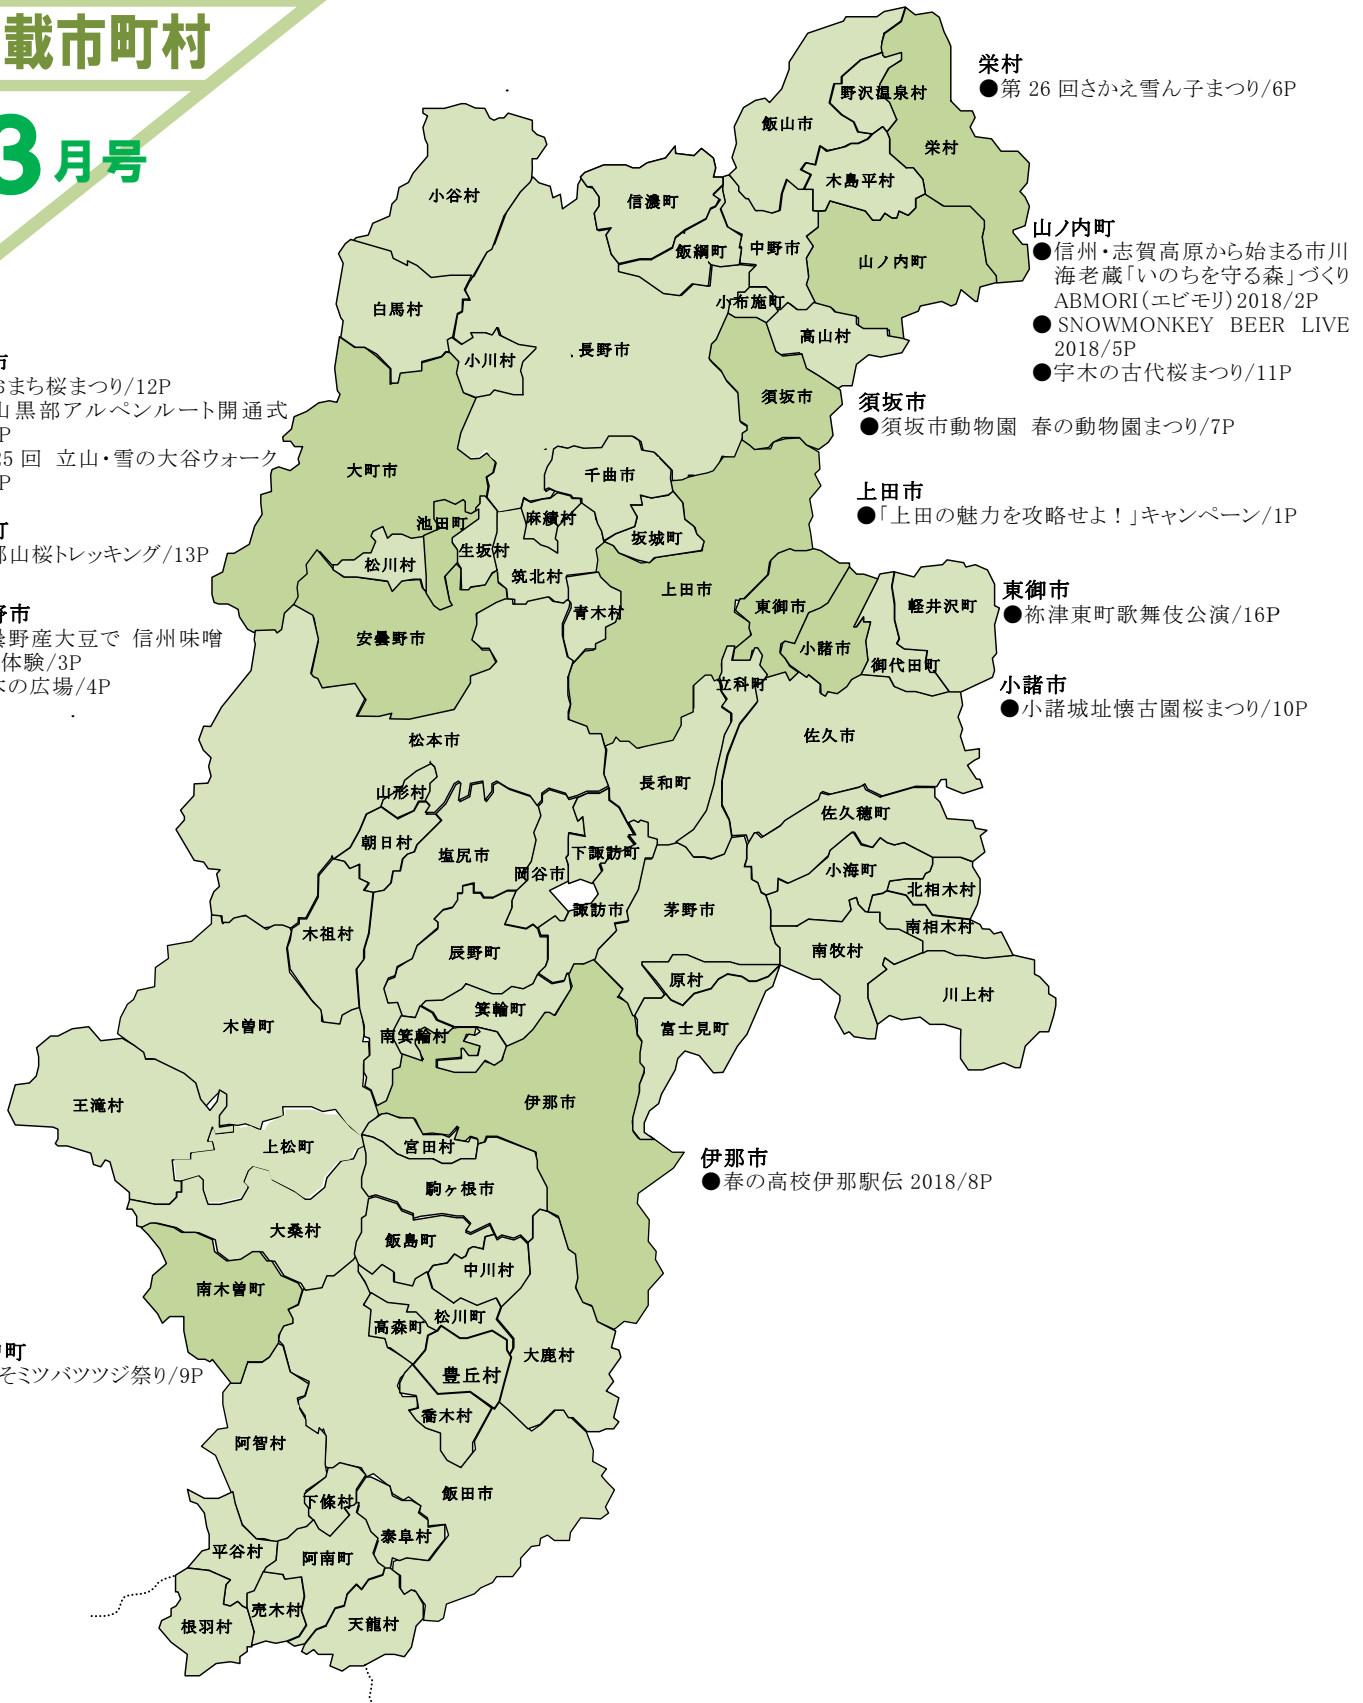 載市町村
3月号
栄村
●第 26 回さかえ雪ん子まつり/6P
山ノ内町
●信州・志賀高原から始まる市川
海老蔵「いのちを守る森」づくり
ABMORI(エビモリ)2018/2P
●SNOWMONKEY BEER LIVE
2018/5P
●宇木の古代桜まつり/11P
須坂市
●須坂市動物園 春の動物園まつり/7P
上田市
●「上田の魅力を攻略せよ！」キャンペーン/1P
東御市
●祢津東町歌舞伎公演/16P
小諸市
●小諸城址懐古園桜まつり/10P
伊那市
●春の高校伊那駅伝 2018/8P
市
まち桜まつり/12P
黒部アルペンルート開通式
P
25 回 立山・雪の大谷ウォーク
P
町
山桜トレッキング/13P
野市
曇野産大豆で 信州味噌
体験/3P
の広場/4P
町
そミツバツツジ祭り/9P
野沢温泉村
飯山市
栄村
木島平村
小谷村
信濃町
飯綱町
中野市
山ノ内町
白馬村
小布施町
高山村
小川村
長野市
須坂市
大町市
千曲市
池田町
麻績村
坂城町
生坂村
松川村
筑北村
上田市
青木村
東御市
軽井沢町
安曇野市
小諸市
御代田町
立科町
松本市
佐久市
長和町
山形村
佐久穂町
朝日村
塩尻市
下諏訪町
岡谷市
小海町
北相木村
諏訪市
茅野市
南相木村
木祖村
辰野町
南牧村
原村
川上村
箕輪町
木曽町
南箕輪村
富士見町
王滝村
伊那市
上松町
宮田村
駒ヶ根市
大桑村
飯島町
中川村
南木曽町
松川町
高森町
大鹿村
豊丘村
喬木村
阿智村
飯田市
下條村
泰阜村
平谷村
阿南町
売木村
根羽村
天龍村